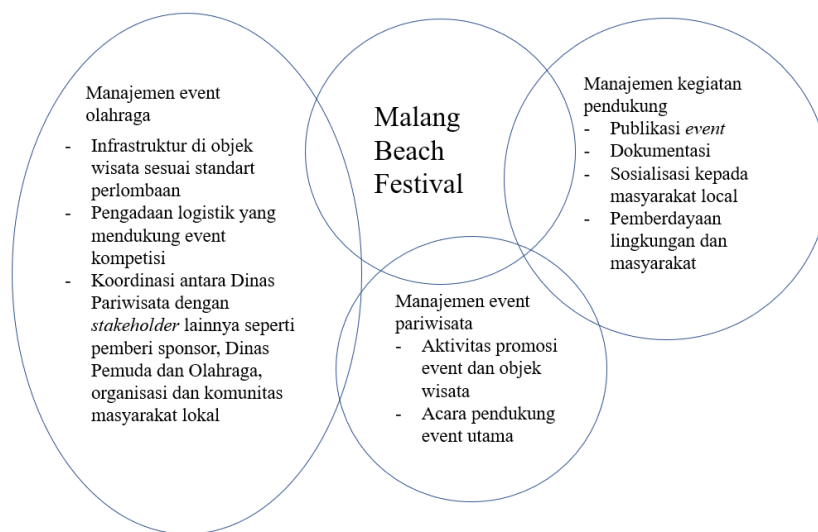 Manajemen event
olahraga
- Infrastruktur di objek
wisata sesuai standart
perlombaan
- Pengadaan logistik yang
mendukung event
kompetisi
- Koordinasi antara Dinas
Pariwisata dengan
stakeholder lainnya seperti
pemberi sponsor, Dinas
Pemuda dan Olahraga,
organisasi dan komunitas
masyarakat lokal
Malang
Beach
Festival
Manajemen kegiatan
pendukung
- Publikasi event
- Dokumentasi
- Sosialisasi kepada
masyarakat local
- Pemberdayaan
lingkungan dan
masyarakat
Manajemen event
pariwisata
- Aktivitas promosi
event dan objek
wisata
- Acara pendukung
event utama